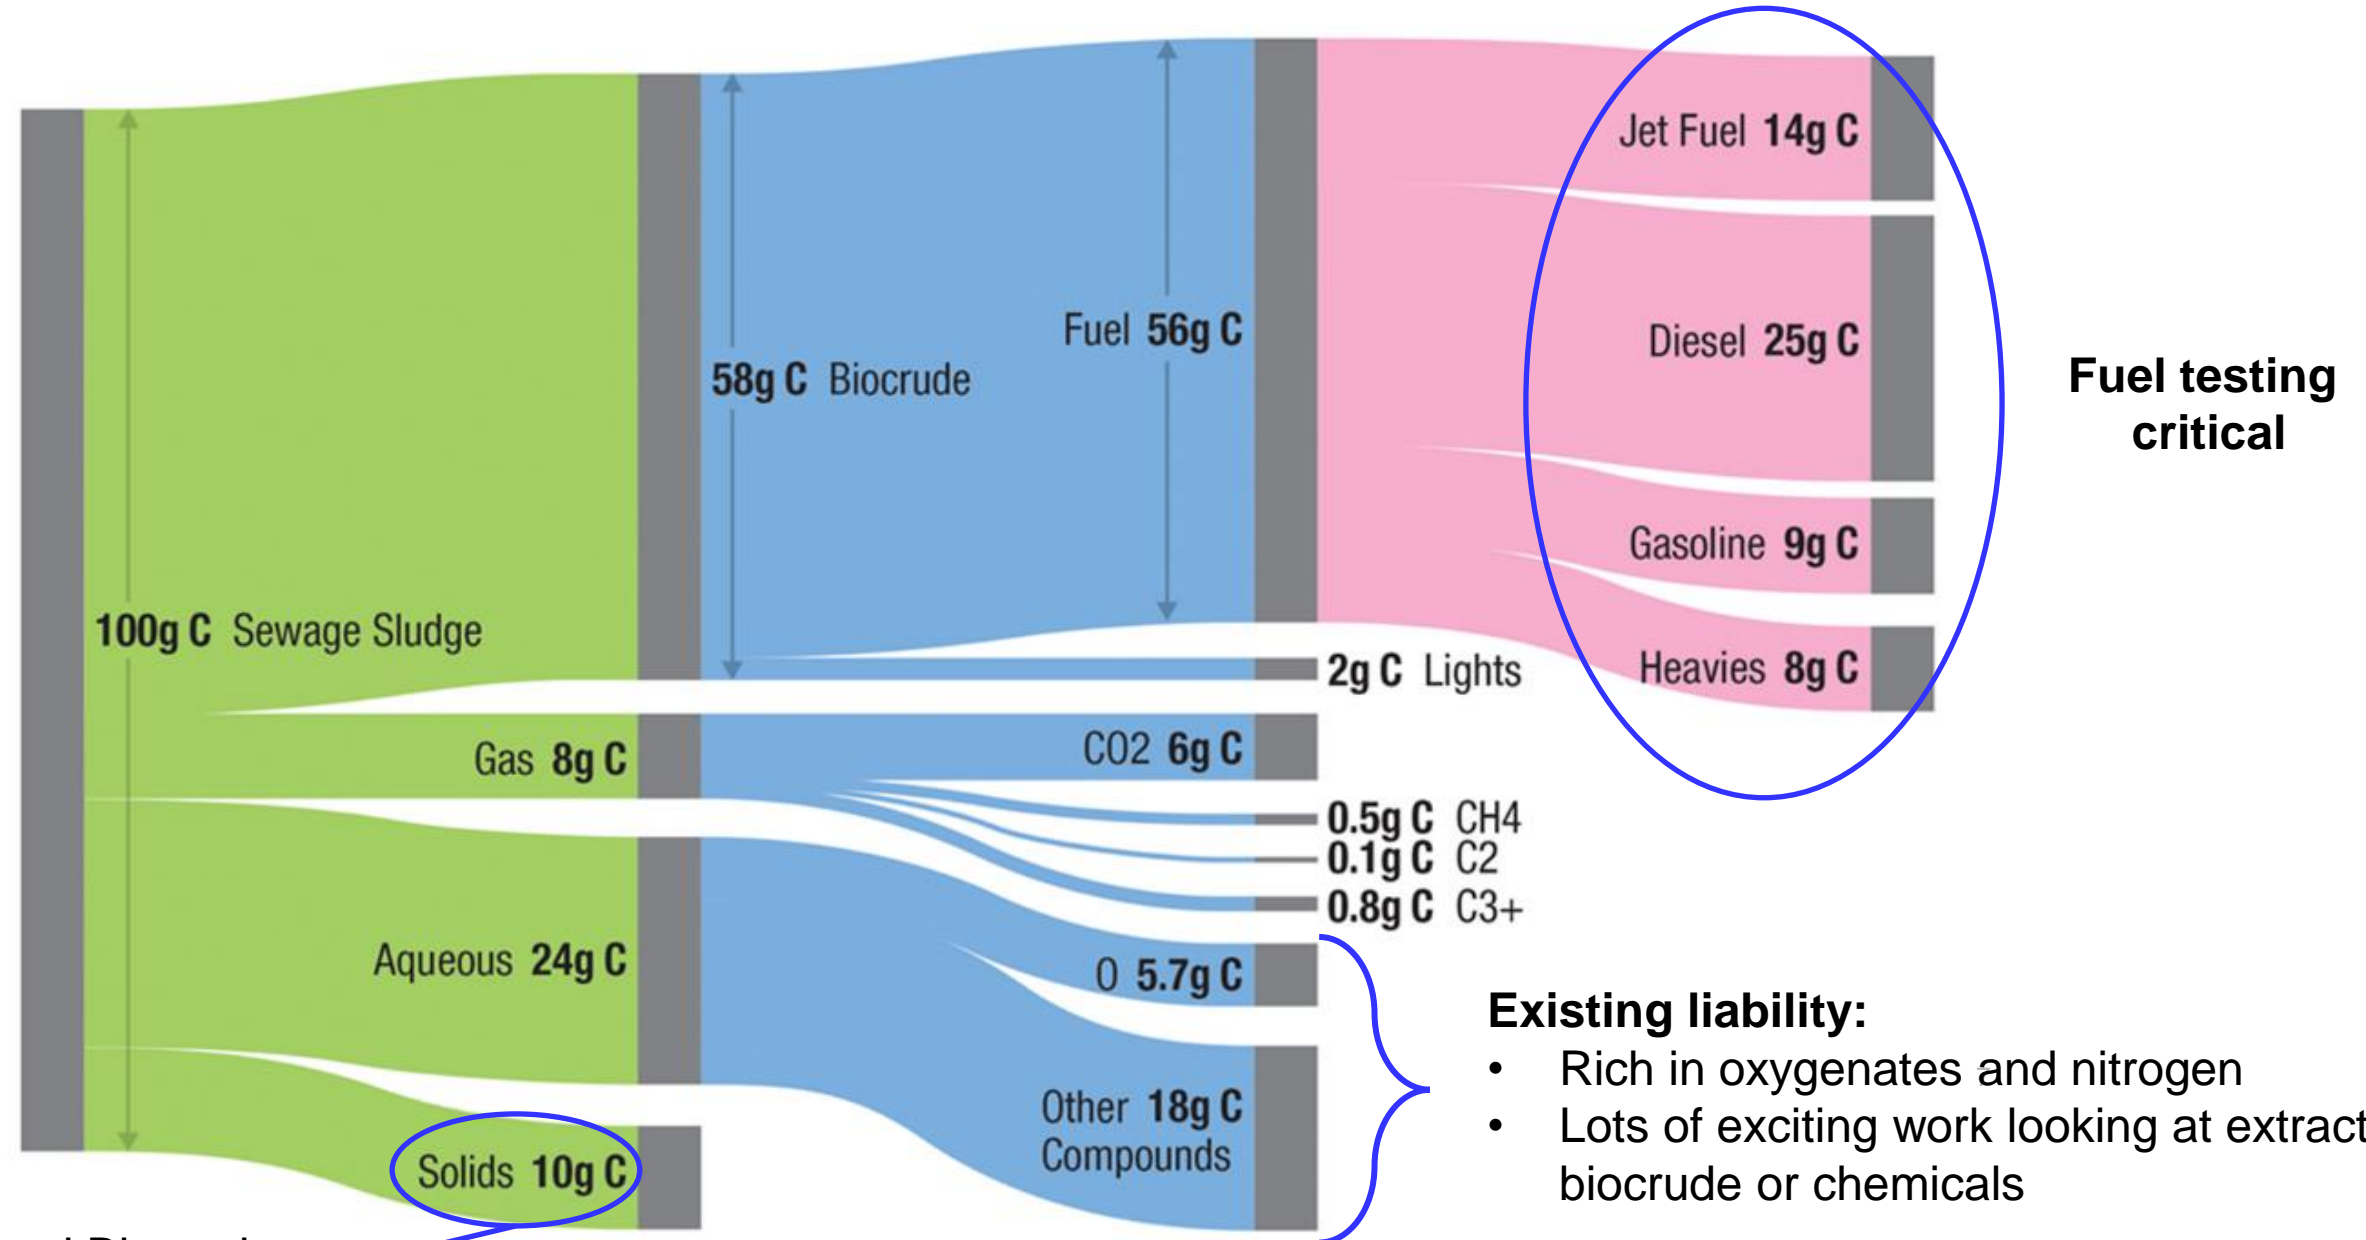 Jet Fuel 14g C
Diesel 25g C
Gasoline 9g C
Heavies 8g C
Fuel testing
critical
Fuel 56g C
58g C Biocrude
100g C Sewage Sludge
2g C Lights
Gas 8g C
CO2 6g C
0.5g C CH4
0.1g C C2
0.8g C C3+
Aqueous 24g C
O 5.7g C
Other 18g C
Compounds
Solids 10g C
Existing liability:
• Rich in oxygenates and nitrogen
• Lots of exciting work looking at extract
biocrude or chemicals